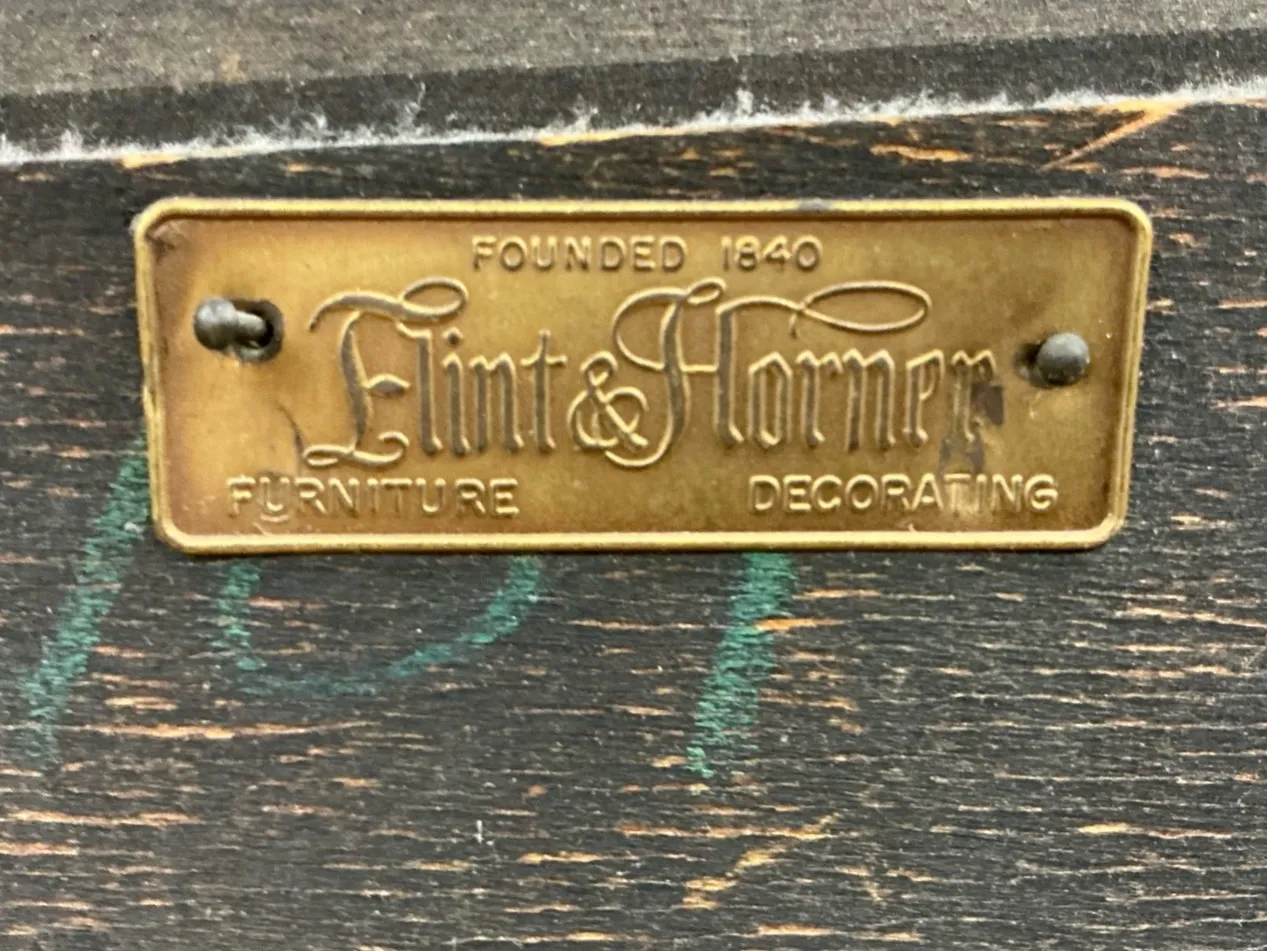 FOUNDED 1840
Flint & Horner
FURNITURE DECORATING